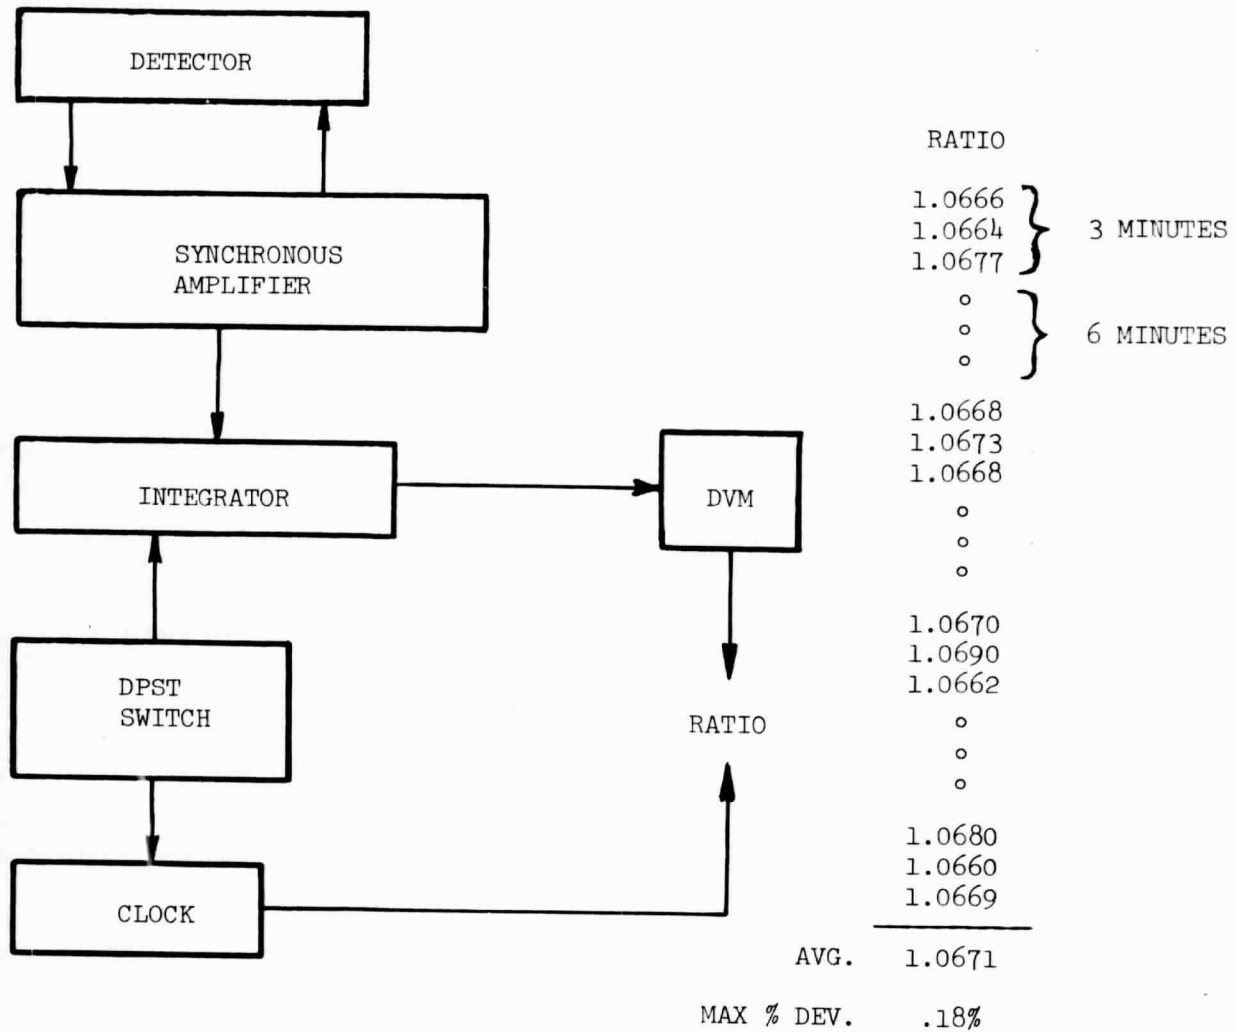 DETECTOR
SYNCHRONOUS
AMPLIFIER
INTEGRATOR
DVM
DPST
SWITCH
RATIO
CLOCK
RATIO
1.0666
1.0664
1.0677
3 MINUTES
6 MINUTES
1.0668
1.0673
1.0668
1.0670
1.0690
1.0662
1.0680
1.0660
1.0669
AVG. 1.0671
MAX % DEV. .18%